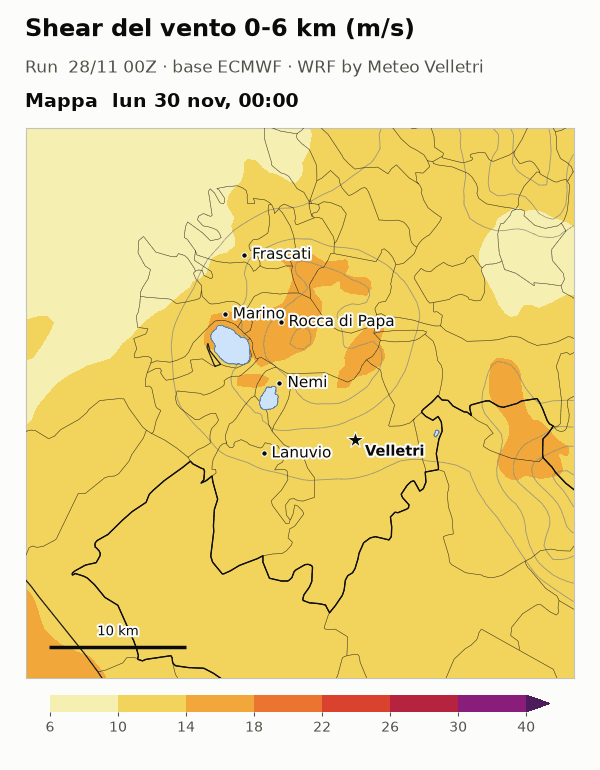 Shear del vento 0-6 km (m/s)
Run  28/11 00Z · base ECMWF · WRF by Meteo Velletri
Mappa  lun 30 nov, 00:00
Frascati
Marino
Rocca di Papa
Nemi
Velletri
Lanuvio
10 km
6 10 14 18 22 26 30 40